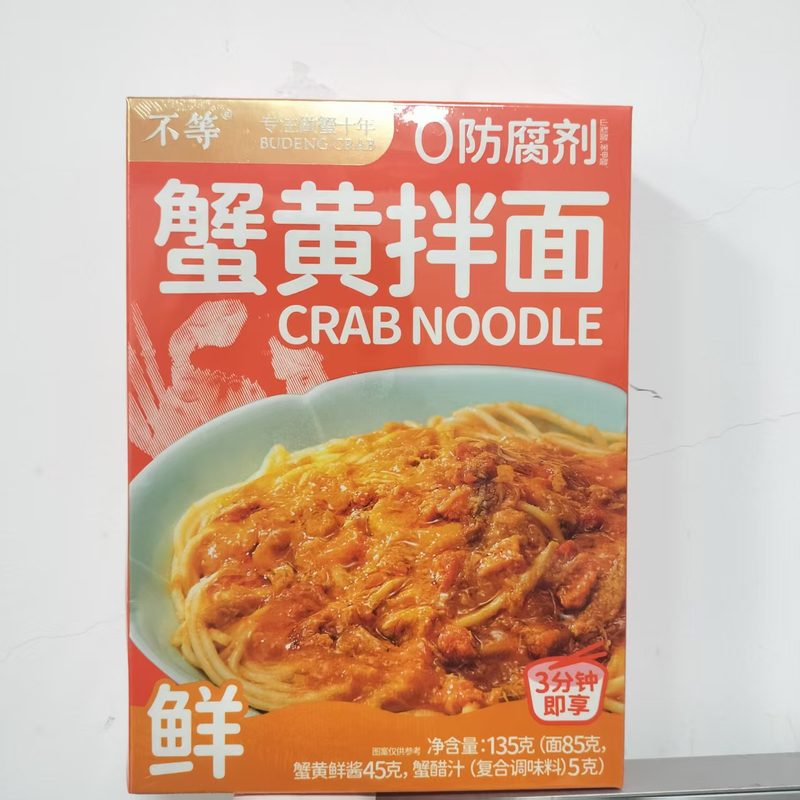 不等®
专注做蟹十年
BUDENG CRAB
0防腐剂
蟹黄拌面
CRAB NOODLE
3分钟
即享
鲜
图案仅供参考 净含量:135克(面85克,
蟹黄鲜酱45克,蟹醋汁(复合调味料)5克)